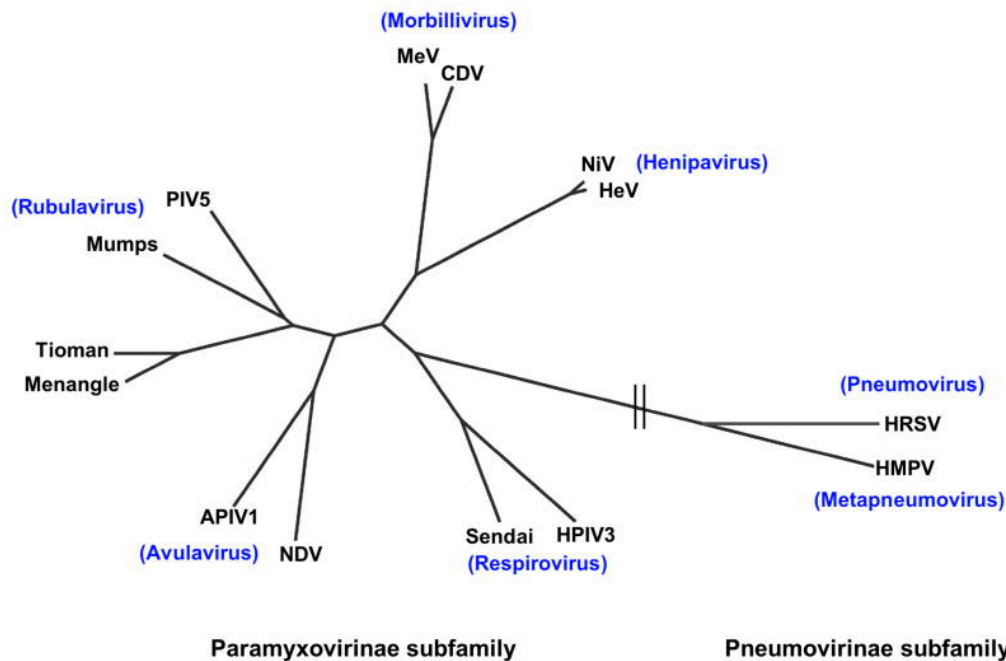 (Morbillivirus)
MeV
CDV
NiV
(Henipavirus)
HeV
PIV5
(Rubulavirus)
Mumps
Tioman
Menangle
(Pneumovirus)
HRSV
HMPV
(Metapneumovirus)
APIV1
(Avulavirus)
NDV
Sendai
HPIV3
(Respirovirus)
Paramyxovirinae subfamily
Pneumovirinae subfamily